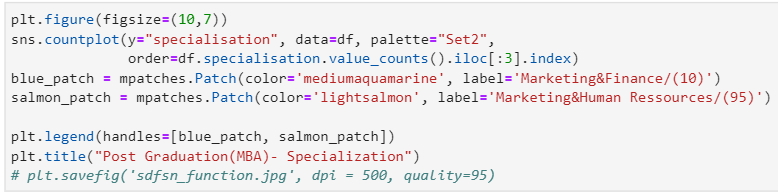 plt.figure(figsize=(10,7))
sns.countplot(y="specialisation", data=df, palette="Set2",
              order=df.specialisation.value_counts().iloc[:3].index)
blue_patch = mpatches.Patch(color='mediumaquamarine', label='Marketing&Finance/(10)')
salmon_patch = mpatches.Patch(color='lightsalmon', label='Marketing&Human Ressources/(95)')

plt.legend(handles=[blue_patch, salmon_patch])
plt.title("Post Graduation(MBA)- Specialization")
# plt.savefig('sdfsn_function.jpg', dpi = 500, quality=95)